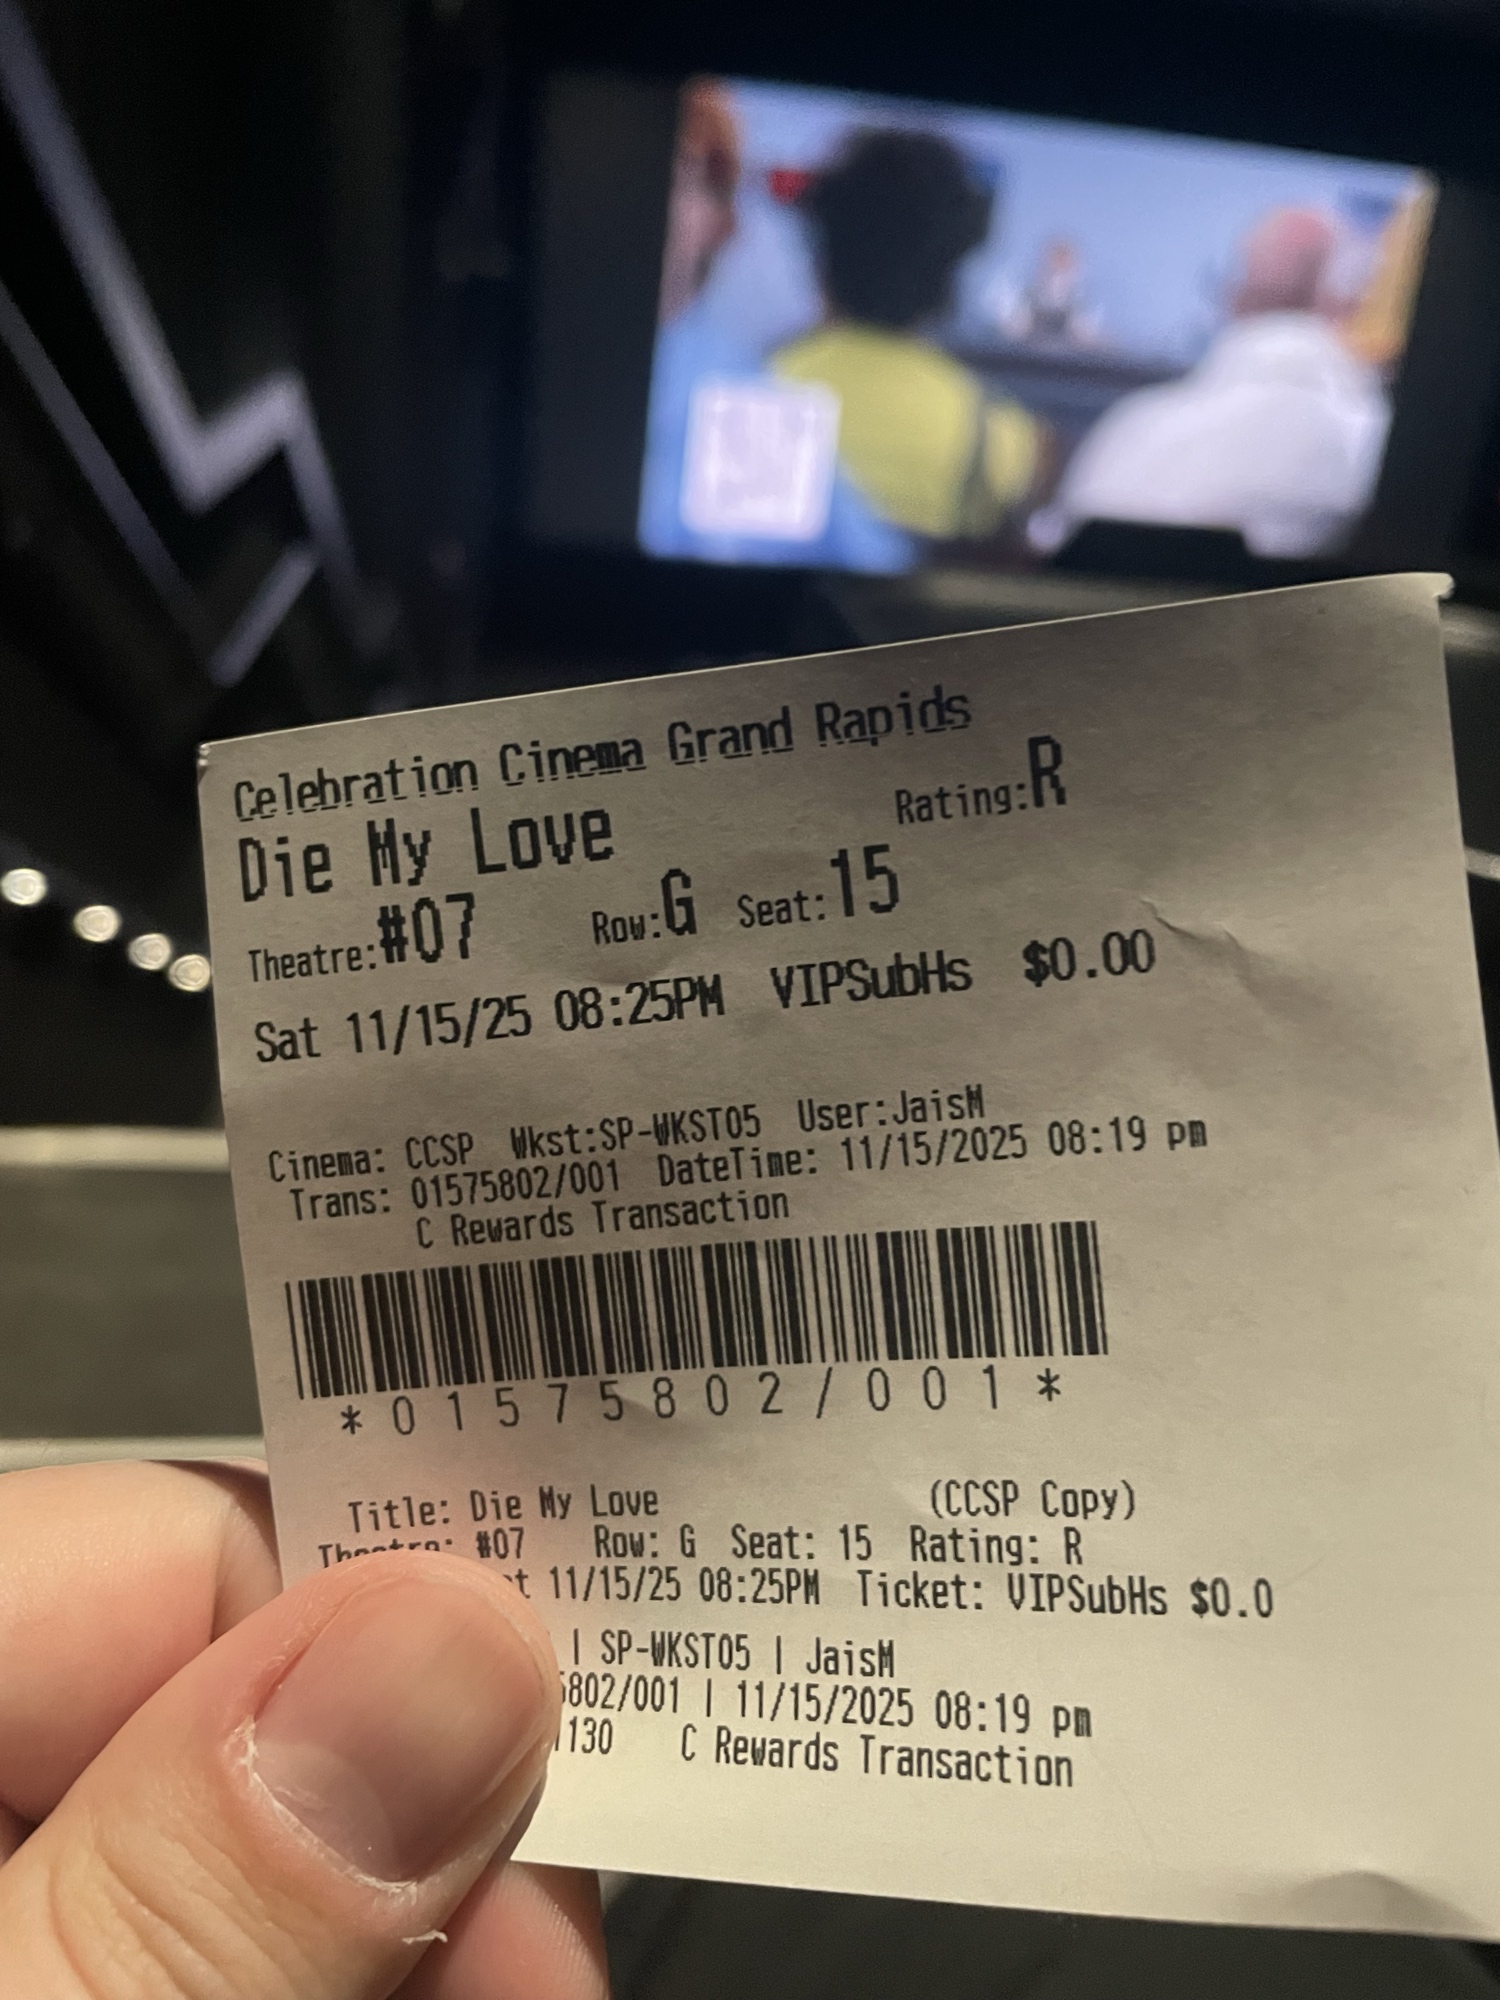 Celebration Cinema Grand Rapids
Die My Love Rating:R
Theatre:#07 Row:G Seat:15
Sat 11/15/25 08:25PM VIPSubHs $0.00
Cinema: CCSP Wkst:SP-WKST05 User:JaisM
Trans: 01575802/001 DateTime: 11/15/2025 08:19 pm
C Rewards Transaction
*01575802/001*
Title: Die My Love (CCSP Copy)
Theatre: #07 Row: G Seat: 15 Rating: R
11/15/25 08:25PM Ticket: VIPSubHs $0.0
| SP-WKST05 | JaisM
802/001 | 11/15/2025 08:19 pm
130 C Rewards Transaction